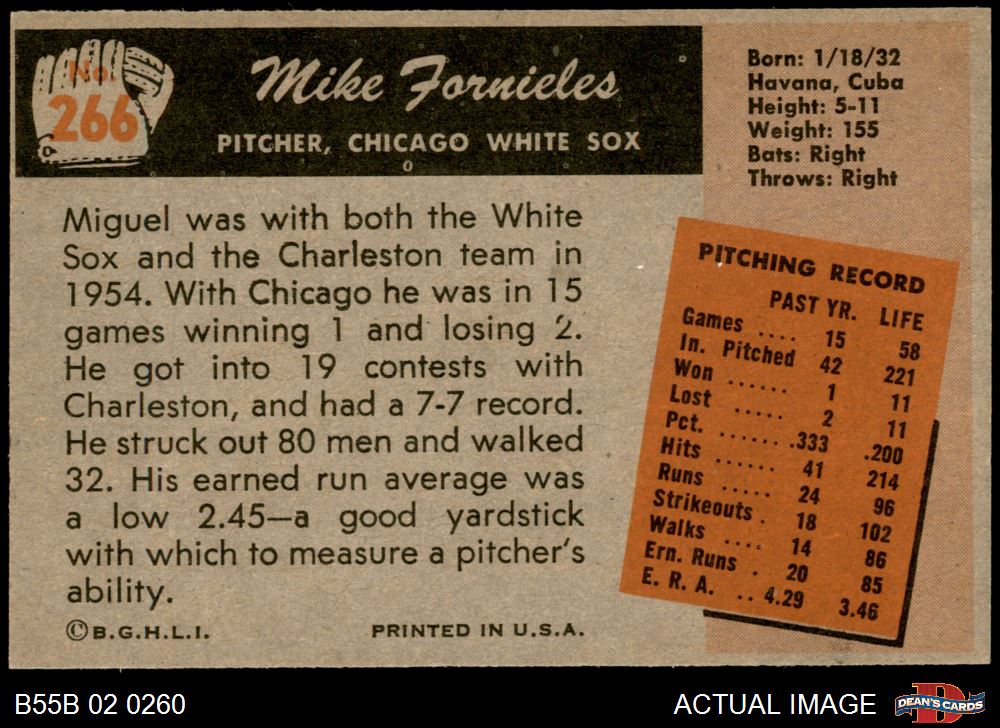 No.
266
Mike Fornieles
PITCHER, CHICAGO WHITE SOX
Born: 1/18/32
Havana, Cuba
Height: 5-11
Weight: 155
Bats: Right
Throws: Right
Miguel was with both the White
Sox and the Charleston team in
1954. With Chicago he was in 15
games winning 1 and losing 2.
He got into 19 contests with
Charleston, and had a 7-7 record.
He struck out 80 men and walked
32. His earned run average was
a low 2.45—a good yardstick
with which to measure a pitcher's
ability.
©B.G.H.L.I. PRINTED IN U.S.A.
PITCHING RECORD
PAST YR. LIFE
Games .... 15 58
In. Pitched 42 221
Won ...... 1 11
Lost ..... 2 11
Pct. ....... .333 .200
Hits ...... 41 214
Runs ..... 24 96
Strikeouts . 18 102
Walks .... 14 86
Ern. Runs . 20 85
E. R. A. .. 4.29 3.46
B55B 02 0260
ACTUAL IMAGE
DEAN'S CARDS